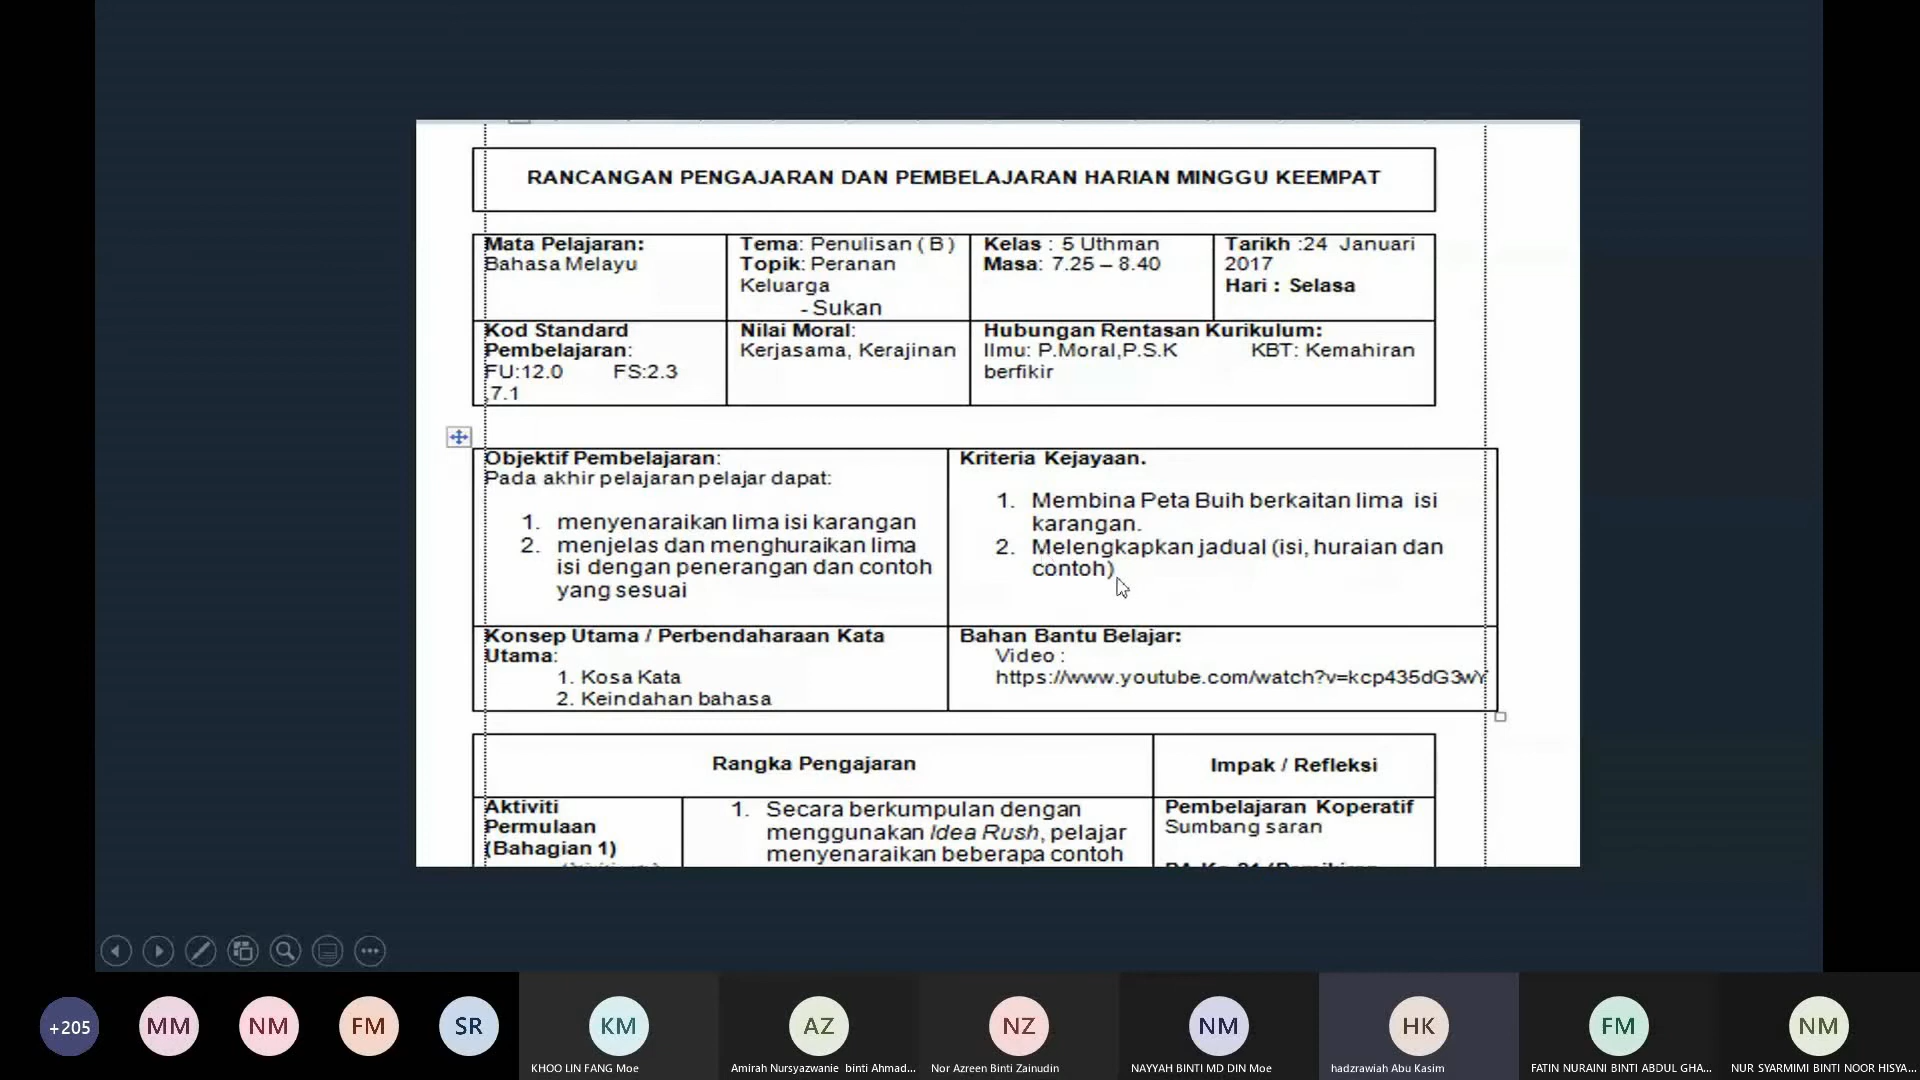 RANCANGAN PENGAJARAN DAN PEMBELAJARAN HARIAN MINGGU KEEMPAT
Mata Pelajaran:
Bahasa Melayu
Tema: Penulisan ( B )
Topik: Peranan
Keluarga
- Sukan
Kelas : 5 Uthman
Masa: 7.25 – 8.40
Tarikh :24 Januari
2017
Hari : Selasa
Kod Standard
Pembelajaran:
FU:12.0 FS:2.3
,7.1
Nilai Moral:
Kerjasama, Kerajinan
Hubungan Rentasan Kurikulum:
Ilmu: P.Moral,P.S.K KBT: Kemahiran
berfikir
Objektif Pembelajaran:
Pada akhir pelajaran pelajar dapat:
1. menyenaraikan lima isi karangan
2. menjelas dan menghuraikan lima
isi dengan penerangan dan contoh
yang sesuai
Kriteria Kejayaan.
1. Membina Peta Buih berkaitan lima isi
karangan.
2. Melengkapkan jadual (isi, huraian dan
contoh)
Konsep Utama / Perbendaharaan Kata
Utama:
1. Kosa Kata
2. Keindahan bahasa
Bahan Bantu Belajar:
Video :
https://www.youtube.com/watch?v=kcp435dG3wY
Rangka Pengajaran
Impak / Refleksi
Aktiviti
Permulaan
(Bahagian 1)
1. Secara berkumpulan dengan
menggunakan Idea Rush, pelajar
menyenaraikan beberapa contoh
Pembelajaran Koperatif
Sumbang saran
+205
MM
NM
FM
SR
KM
AZ
NZ
NM
HK
FM
NM
KHOO LIN FANG Moe
Amirah Nursyazwanie binti Ahmad...
Nor Azreen Binti Zainudin
NAYYAH BINTI MD DIN Moe
hadzrawiah Abu Kasim
FATIN NURAINI BINTI ABDUL GHA...
NUR SYARMIMI BINTI NOOR HISYA...